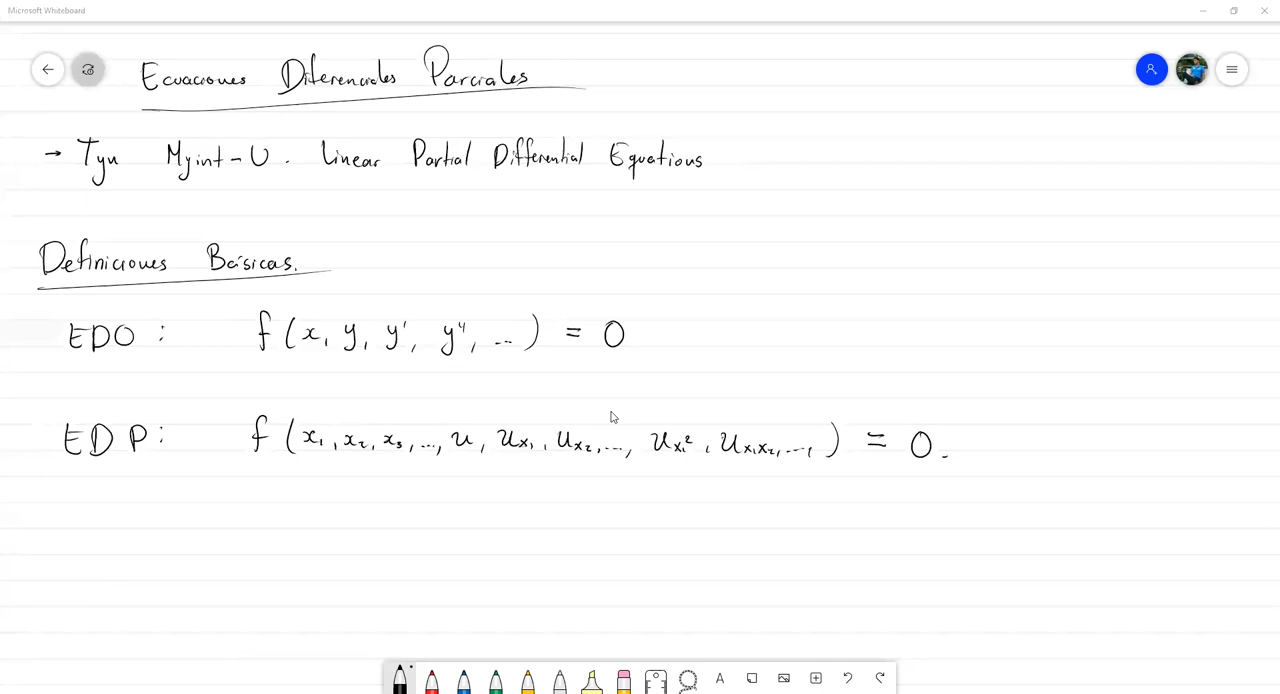 Microsoft Whiteboard
Ecuaciones Diferenciales Parciales
→ Tyn Myint-U. Linear Partial Differential Equations
Definiciones Básicas.
EDO: f(x, y, y', y'', ...) = 0
EDP: f(x₁, x₂, x₃, ..., u, uₓ₁, uₓ₂, ..., uₓ₁², uₓ₁ₓ₂, ..., ) = 0.
A